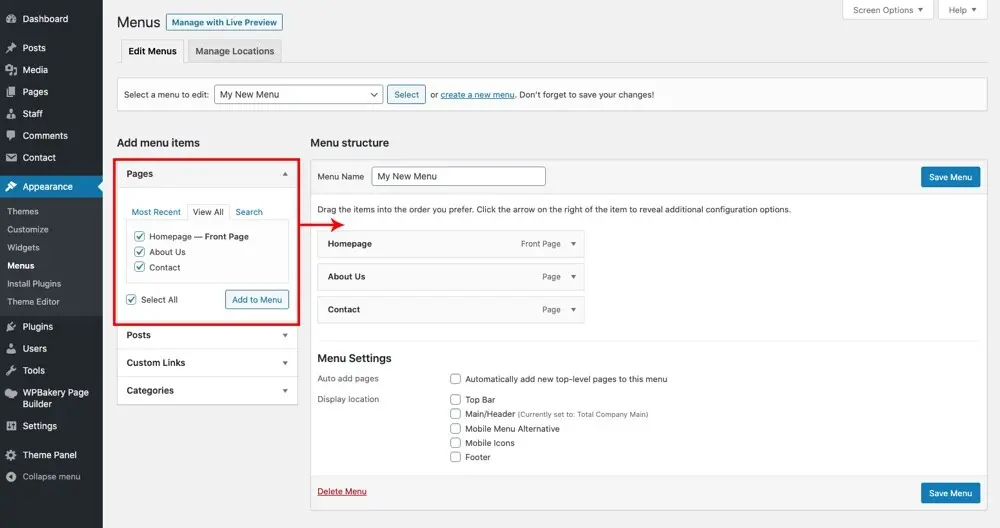 Dashboard
Posts
Media
Pages
Staff
Comments
Contact
Appearance
Themes
Customize
Widgets
Menus
Install Plugins
Theme Editor
Plugins
Users
Tools
WPBakery Page
Builder
Settings
Theme Panel
Collapse menu
Screen Options
Help
Menus
Manage with Live Preview
Edit Menus
Manage Locations
Select a menu to edit: My New Menu Select or create a new menu. Don't forget to save your changes!
Add menu items
Pages
Most Recent View All Search
Homepage — Front Page
About Us
Contact
Select All
Add to Menu
Posts
Custom Links
Categories
Menu structure
Menu Name My New Menu
Save Menu
Drag the items into the order you prefer. Click the arrow on the right of the item to reveal additional configuration options.
Homepage Front Page
About Us Page
Contact Page
Menu Settings
Auto add pages
Automatically add new top-level pages to this menu
Display location
Top Bar
Main/Header (Currently set to: Total Company Main)
Mobile Menu Alternative
Mobile Icons
Footer
Delete Menu
Save Menu